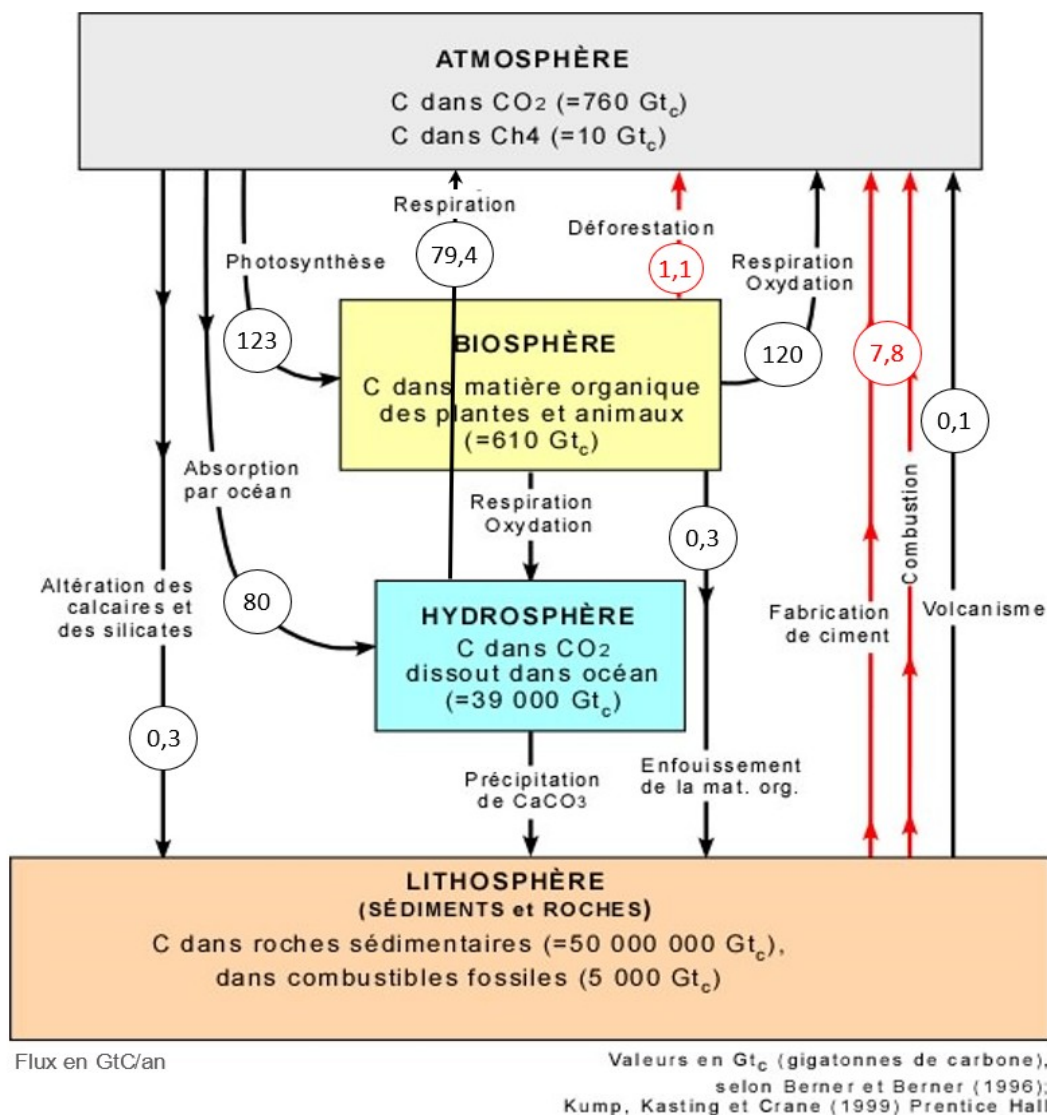 ATMOSPHÈRE
C dans CO2 (=760 Gtc)
C dans Ch4 (=10 Gtc)
Respiration
79,4
Déforestation
1,1
Photosynthèse
123
Respiration
Oxydation
120
7,8
0,1
BIOSPHÈRE
C dans matière organique
des plantes et animaux
(=610 Gtc)
Absorption
par océan
80
Respiration
Oxydation
0,3
Combustion
Altération des
calcaires et
des silicates
0,3
HYDROSPHÈRE
C dans CO2
dissout dans océan
(=39 000 Gtc)
Fabrication
de ciment
Volcanisme
Précipitation
de CaCO3
Enfouissement
de la mat. org.
LITHOSPHÈRE
(SÉDIMENTS et ROCHES)
C dans roches sédimentaires (=50 000 000 Gtc),
dans combustibles fossiles (5 000 Gtc)
Flux en GtC/an
Valeurs en Gtc (gigatonnes de carbone),
selon Berner et Berner (1996);
Kump, Kasting et Crane (1999) Prentice Hall